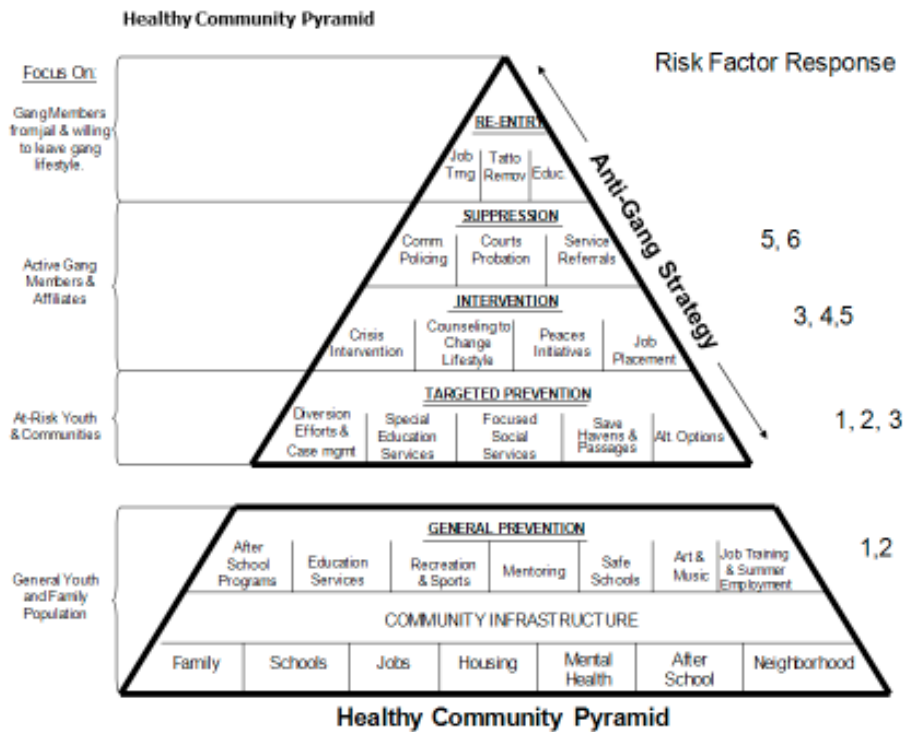 Healthy Community Pyramid
Risk Factor Response
Focus On:
Gang Members
from jail & willing
to leave gang
lifestyle.
RE-ENTRY
Job
Trng
Tatto
Remov
Educ.
Anti-Gang Strategy
SUPPRESSION
Comm.
Policing
Courts
Probation
Service
Referrals
5, 6
Active Gang
Members &
Affiliates
INTERVENTION
Crisis
Intervention
Counseling to
Change
Lifestyle
Peaces
Initiatives
Job
Placement
3, 4,5
At-Risk Youth
& Communities
TARGETED PREVENTION
Diversion
Efforts &
Case mgmt
Special
Education
Services
Focused
Social
Services
Save
Havens &
Passages
Alt. Options
1, 2, 3
General Youth
and Family
Population
GENERAL PREVENTION
After
School
Programs
Education
Services
Recreation
& Sports
Mentoring
Safe
Schools
Art &
Music
Job Training
& Summer
Employment
1,2
COMMUNITY INFRASTRUCTURE
Family
Schools
Jobs
Housing
Mental
Health
After
School
Neighborhood
Healthy Community Pyramid